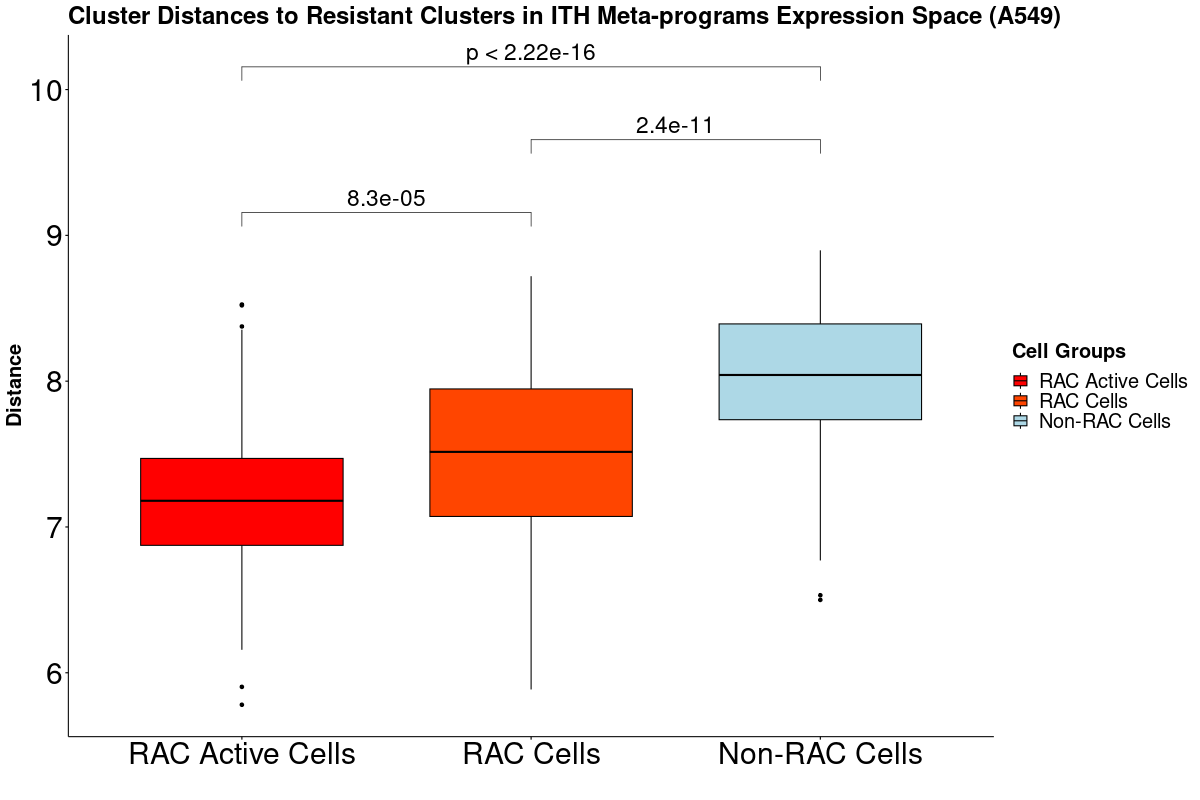 Cluster Distances to Resistant Clusters in ITH Meta-programs Expression Space (A549)
p < 2.22e-16
10
2.4e-11
8.3e-05
9
8
7
6
Distance
Cell Groups
RAC Active Cells
RAC Cells
Non-RAC Cells
RAC Active Cells
RAC Cells
Non-RAC Cells